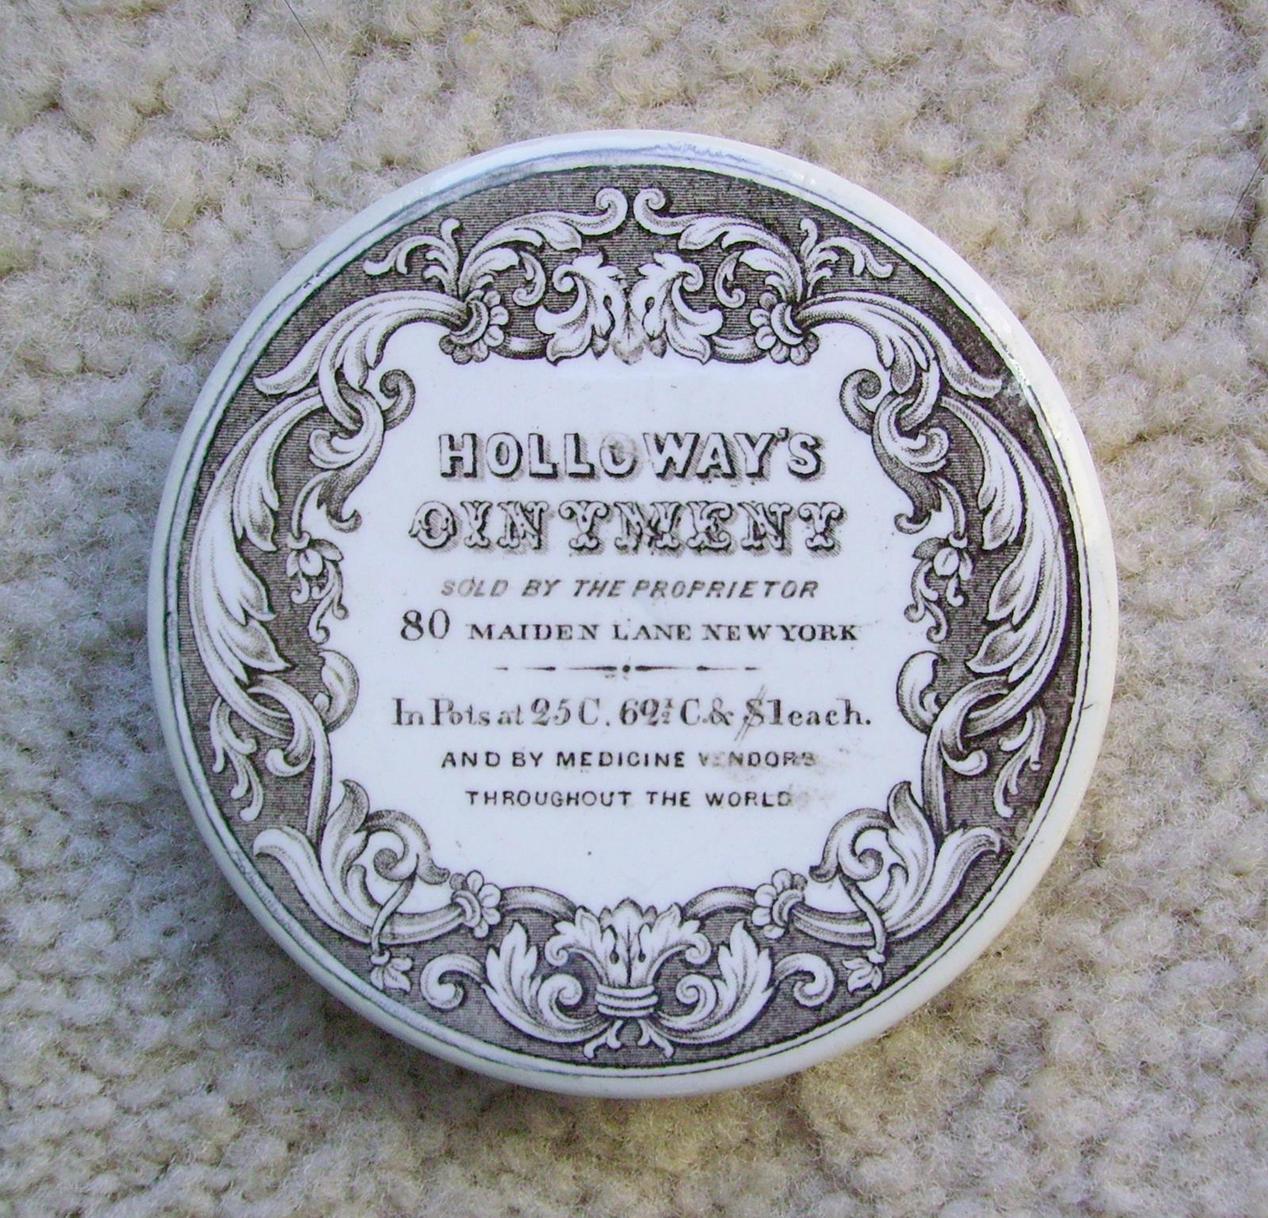 HOLLOWAY'S
OINTMENT
SOLD BY THE PROPRIETOR
80 MAIDEN LANE NEW YORK
In Pots at 25C, 62½ C. & $1 each.
AND BY MEDICINE VENDORS
THROUGHOUT THE WORLD